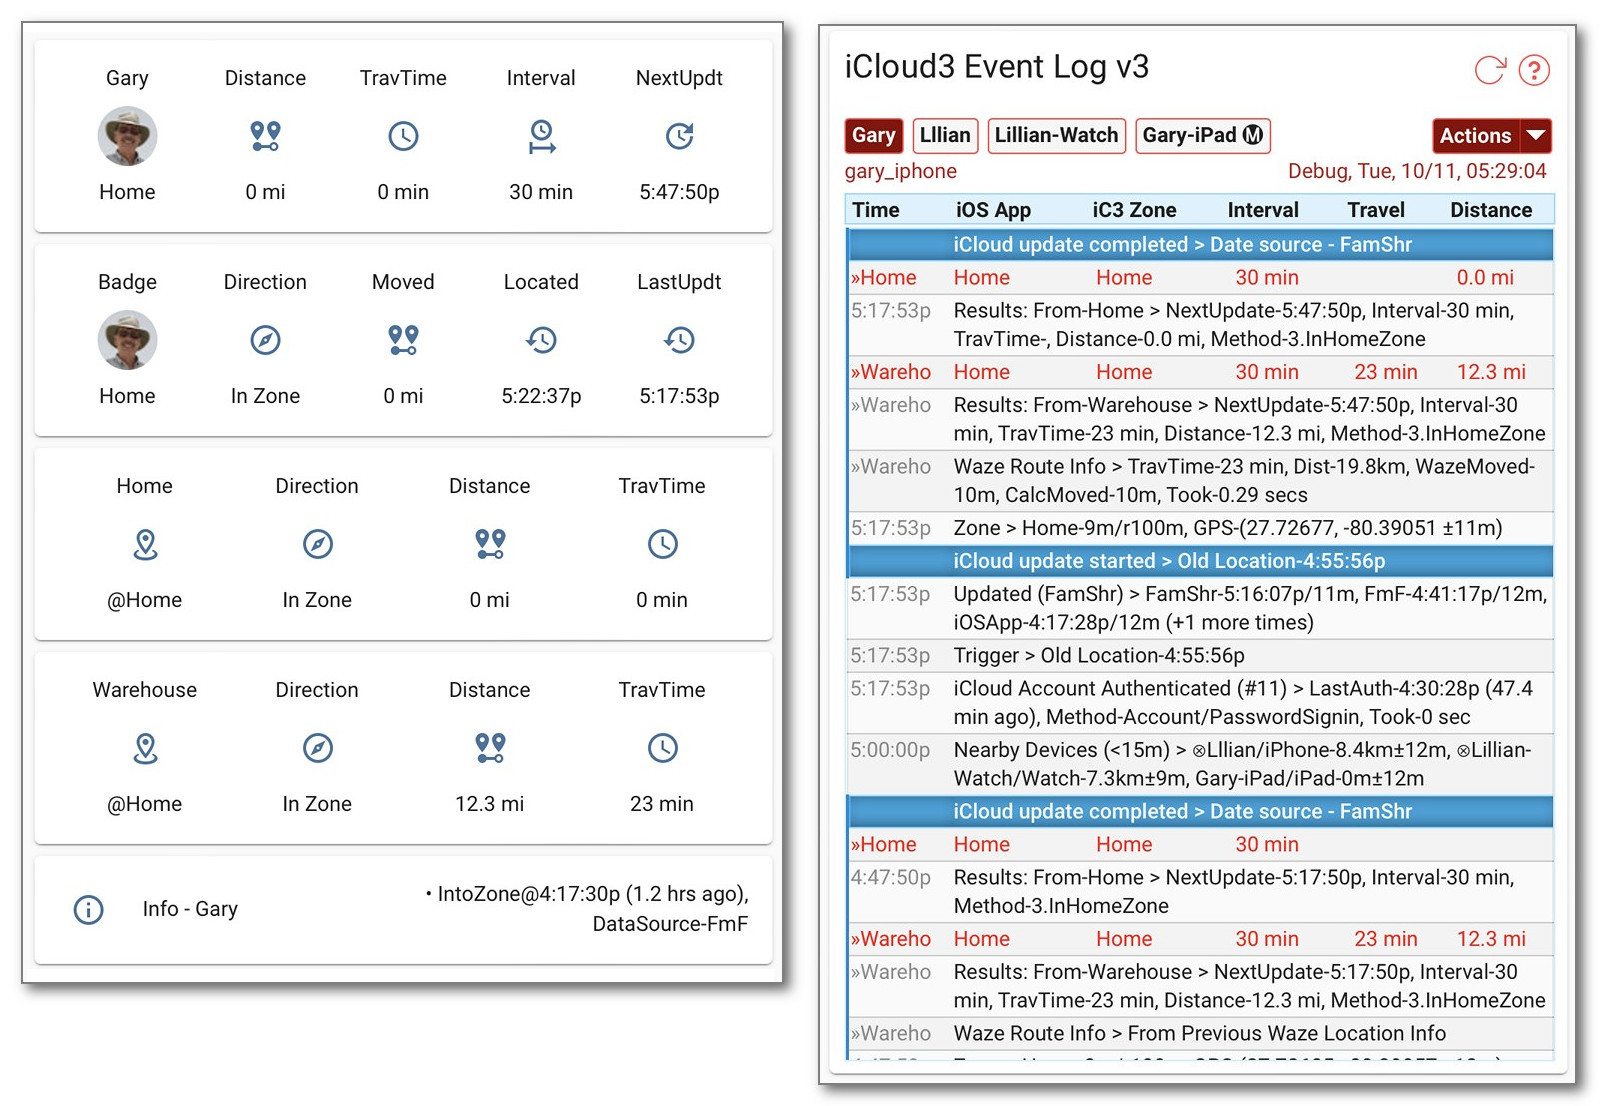 Gary Distance TravTime Interval NextUpdt
Home 0 mi 0 min 30 min 5:47:50p
Badge Direction Moved Located LastUpdt
Home In Zone 0 mi 5:22:37p 5:17:53p
Home Direction Distance TravTime
@Home In Zone 0 mi 0 min
Warehouse Direction Distance TravTime
@Home In Zone 12.3 mi 23 min
Info - Gary
• IntoZone@4:17:30p (1.2 hrs ago),
DataSource-FmF
iCloud3 Event Log v3
Gary Lllian Lillian-Watch Gary-iPad Ⓜ Actions
gary_iphone Debug, Tue, 10/11, 05:29:04
Time iOS App iC3 Zone Interval Travel Distance
iCloud update completed > Date source - FamShr
»Home Home Home 30 min 0.0 mi
5:17:53p Results: From-Home > NextUpdate-5:47:50p, Interval-30 min,
TravTime-, Distance-0.0 mi, Method-3.InHomeZone
»Wareho Home Home 30 min 23 min 12.3 mi
»Wareho Results: From-Warehouse > NextUpdate-5:47:50p, Interval-30
min, TravTime-23 min, Distance-12.3 mi, Method-3.InHomeZone
»Wareho Waze Route Info > TravTime-23 min, Dist-19.8km, WazeMoved-
10m, CalcMoved-10m, Took-0.29 secs
5:17:53p Zone > Home-9m/r100m, GPS-(27.72677, -80.39051 ±11m)
iCloud update started > Old Location-4:55:56p
5:17:53p Updated (FamShr) > FamShr-5:16:07p/11m, FmF-4:41:17p/12m,
iOSApp-4:17:28p/12m (+1 more times)
5:17:53p Trigger > Old Location-4:55:56p
5:17:53p iCloud Account Authenticated (#11) > LastAuth-4:30:28p (47.4
min ago), Method-Account/PasswordSignin, Took-0 sec
5:00:00p Nearby Devices (<15m) > ⊗Lllian/iPhone-8.4km±12m, ⊗Lillian-
Watch/Watch-7.3km±9m, Gary-iPad/iPad-0m±12m
iCloud update completed > Date source - FamShr
»Home Home Home 30 min
4:47:50p Results: From-Home > NextUpdate-5:17:50p, Interval-30 min,
Method-3.InHomeZone
»Wareho Home Home 30 min 23 min 12.3 mi
»Wareho Results: From-Warehouse > NextUpdate-5:17:50p, Interval-30
min, TravTime-23 min, Distance-12.3 mi, Method-3.InHomeZone
»Wareho Waze Route Info > From Previous Waze Location Info